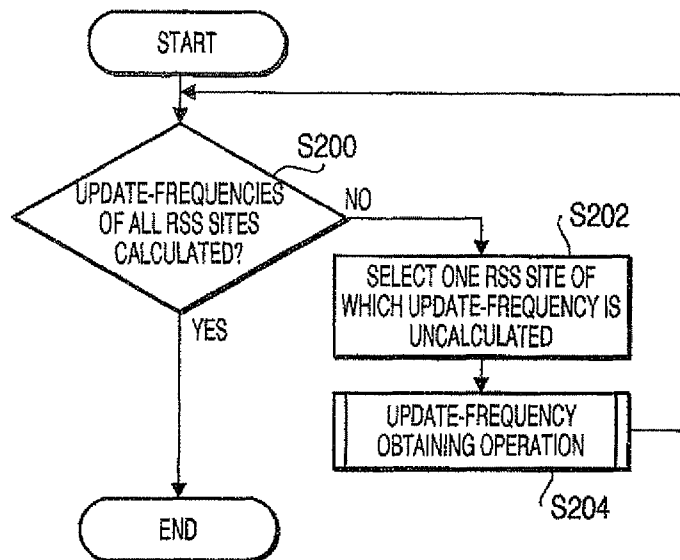 START
S200
UPDATE-FREQUENCIES
OF ALL RSS SITES
CALCULATED?
NO
YES
S202
SELECT ONE RSS SITE OF
WHICH UPDATE-FREQUENCY IS
UNCALCULATED
UPDATE-FREQUENCY
OBTAINING OPERATION
S204
END